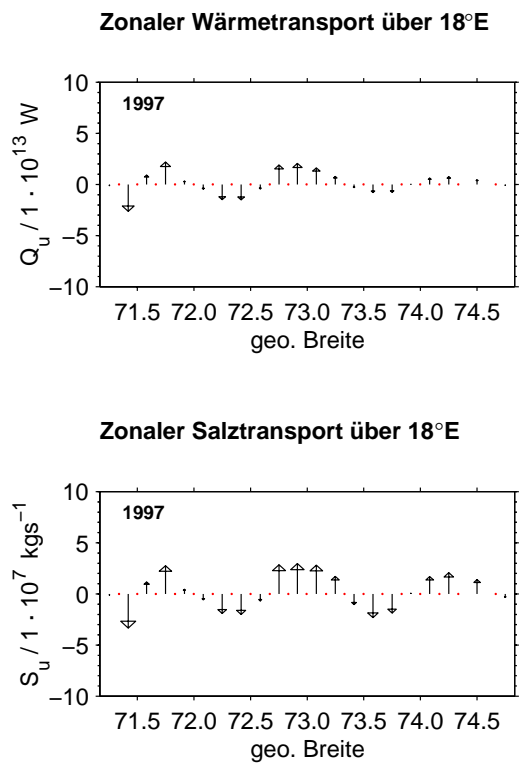 Zonaler Wärmetransport über 18°E
10
1997
5
0
−5
−10
Q_u / 1 · 10^13 W
71.5 72.0 72.5 73.0 73.5 74.0 74.5
geo. Breite
Zonaler Salztransport über 18°E
10
1997
5
0
−5
−10
S_u / 1 · 10^7 kgs^−1
71.5 72.0 72.5 73.0 73.5 74.0 74.5
geo. Breite